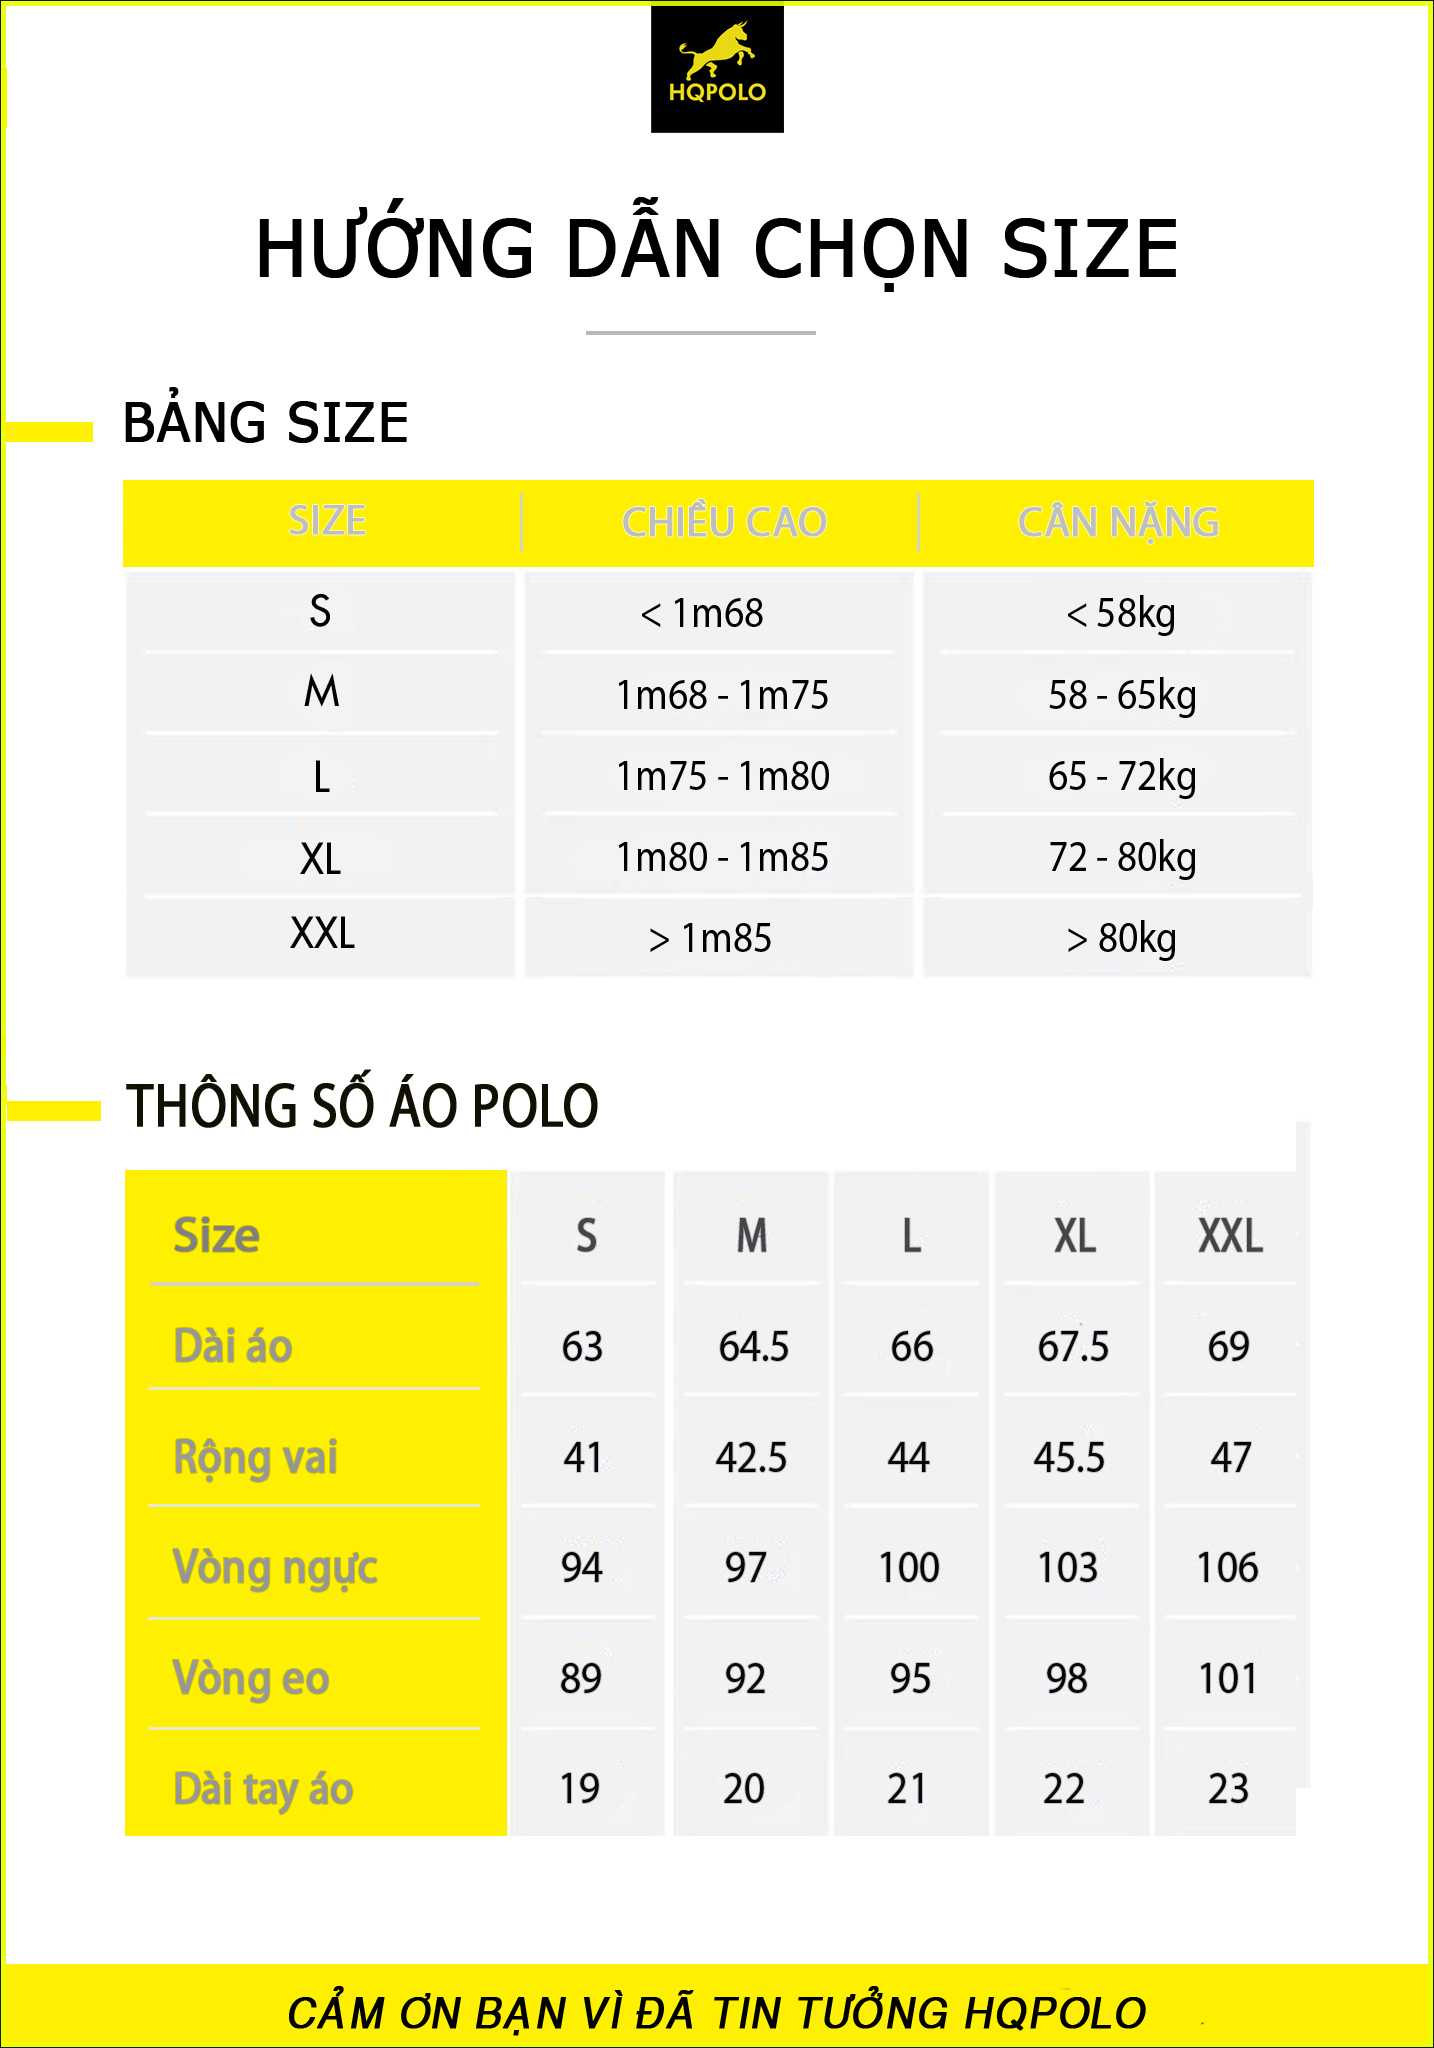 HQPOLO
HƯỚNG DẪN CHỌN SIZE
BẢNG SIZE
SIZE CHIỀU CAO CÂN NẶNG
S < 1m68 < 58kg
M 1m68 - 1m75 58 - 65kg
L 1m75 - 1m80 65 - 72kg
XL 1m80 - 1m85 72 - 80kg
XXL > 1m85 > 80kg
THÔNG SỐ ÁO POLO
Size S M L XL XXL
Dài áo 63 64.5 66 67.5 69
Rộng vai 41 42.5 44 45.5 47
Vòng ngực 94 97 100 103 106
Vòng eo 89 92 95 98 101
Dài tay áo 19 20 21 22 23
CẢM ƠN BẠN VÌ ĐÃ TIN TƯỞNG HQPOLO